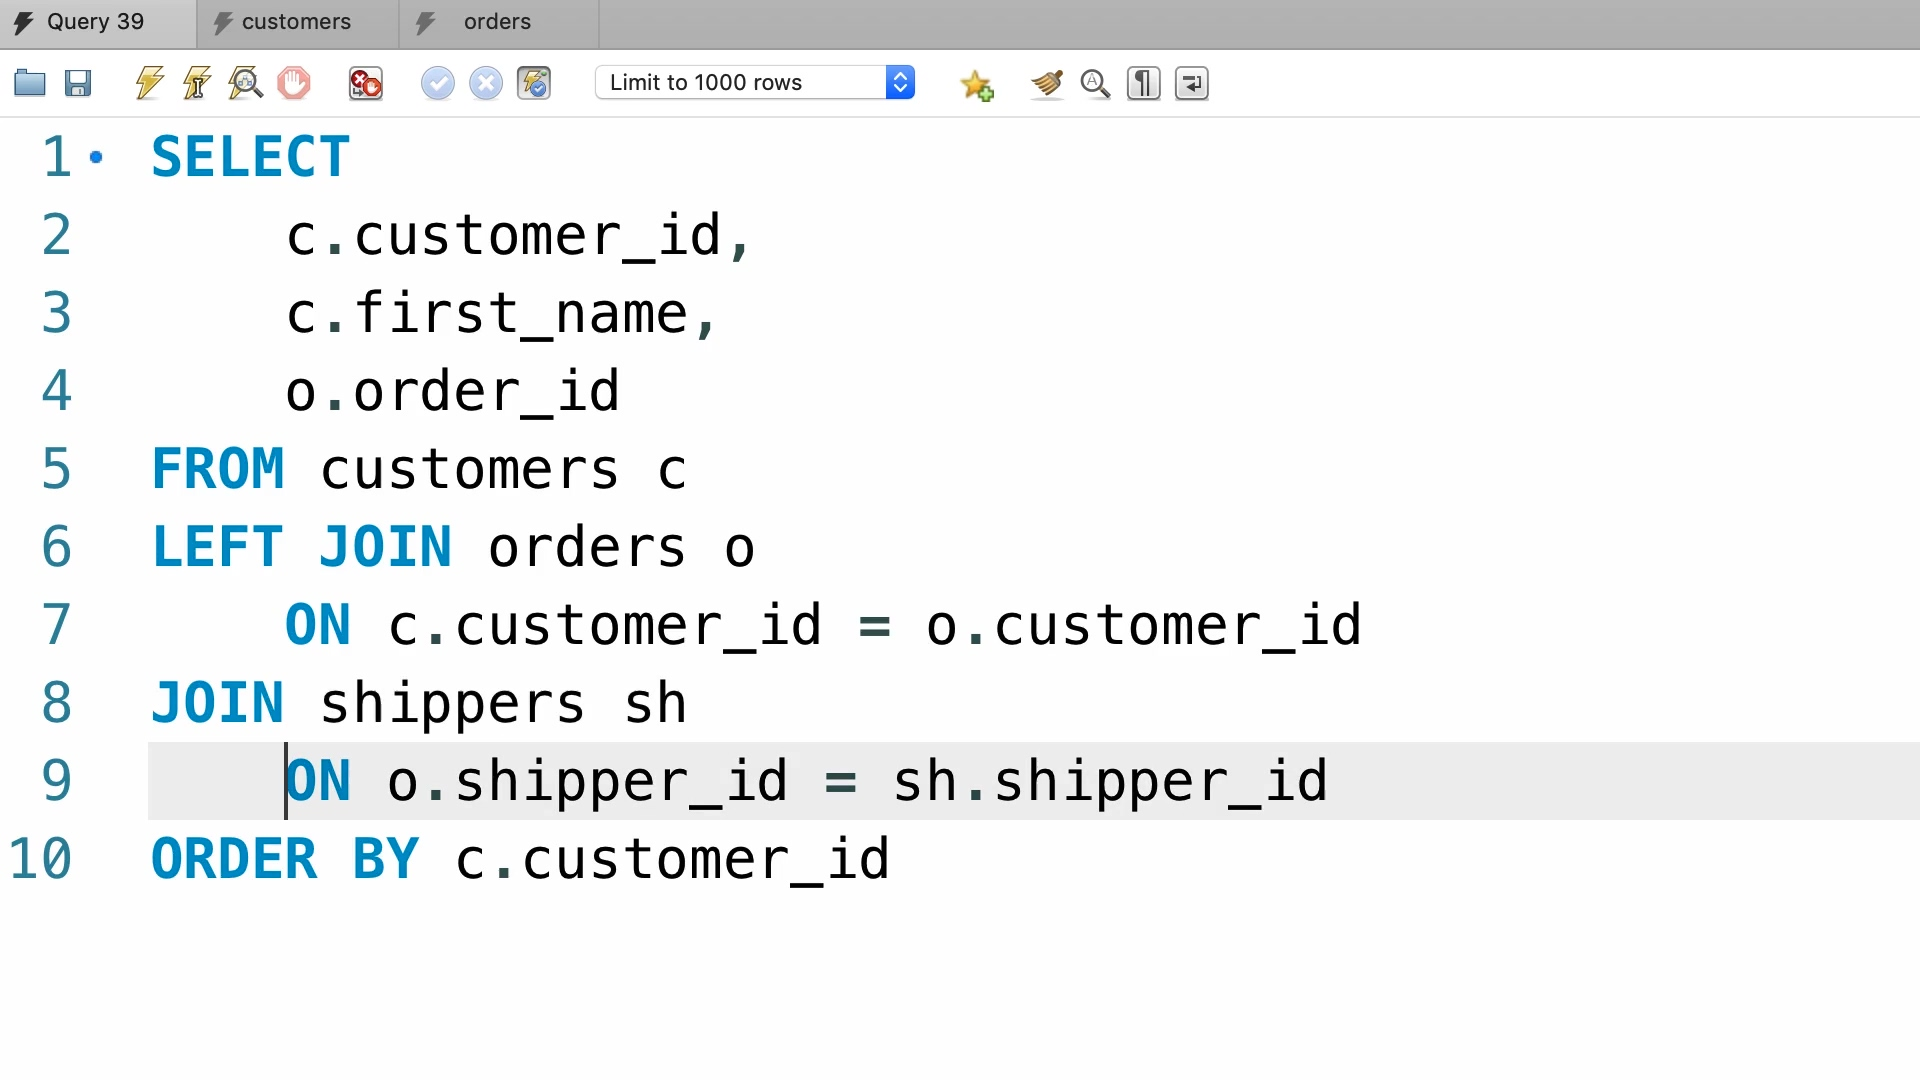 Query 39 customers orders
Limit to 1000 rows
1 SELECT
2 c.customer_id,
3 c.first_name,
4 o.order_id
5 FROM customers c
6 LEFT JOIN orders o
7 ON c.customer_id = o.customer_id
8 JOIN shippers sh
9 ON o.shipper_id = sh.shipper_id
10 ORDER BY c.customer_id